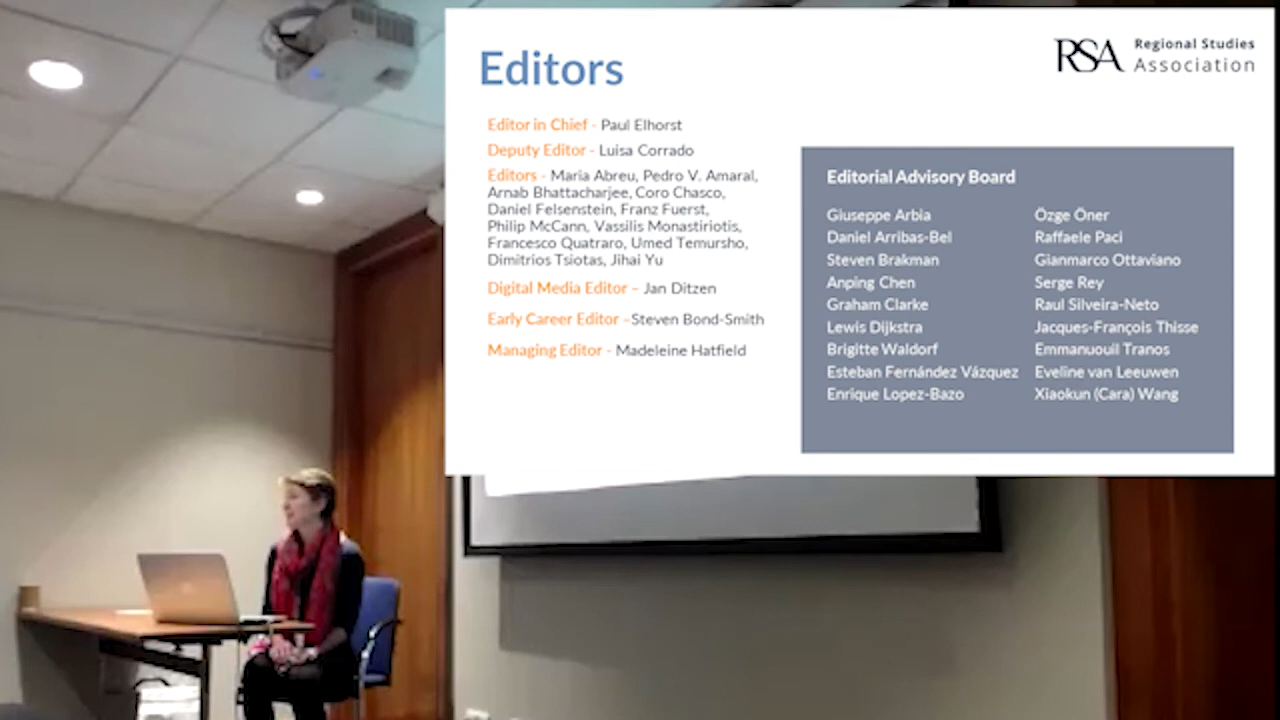 Editors
RSA Regional Studies
Association
Editor in Chief - Paul Elhorst
Deputy Editor - Luisa Corrado
Editors - Maria Abreu, Pedro V. Amaral,
Arnab Bhattacharjee, Coro Chasco,
Daniel Felsenstein, Franz Fuerst,
Philip McCann, Vassilis Monastiriotis,
Francesco Quatraro, Umed Temursho,
Dimitrios Tsiotas, Jihai Yu
Digital Media Editor – Jan Ditzen
Early Career Editor –Steven Bond-Smith
Managing Editor - Madeleine Hatfield
Editorial Advisory Board
Giuseppe Arbia
Daniel Arribas-Bel
Steven Brakman
Anping Chen
Graham Clarke
Lewis Dijkstra
Brigitte Waldorf
Esteban Fernández Vázquez
Enrique Lopez-Bazo
Özge Öner
Raffaele Paci
Gianmarco Ottaviano
Serge Rey
Raul Silveira-Neto
Jacques-François Thisse
Emmanuouil Tranos
Eveline van Leeuwen
Xiaokun (Cara) Wang